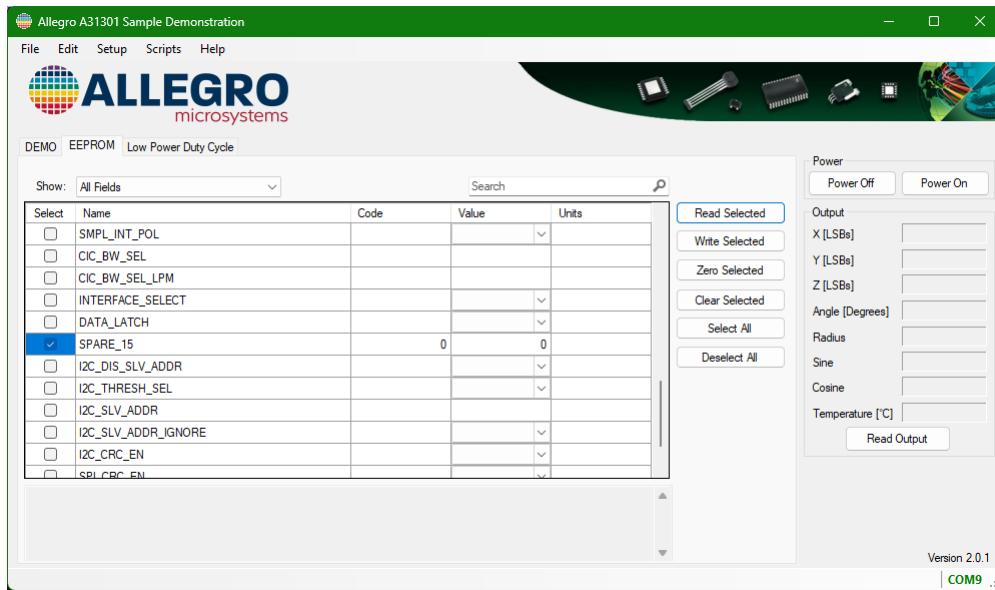 Allegro A31301 Sample Demonstration
File Edit Setup Scripts Help
ALLEGRO
microsystems
DEMO EEPROM Low Power Duty Cycle
Show: All Fields Search
Select Name Code Value Units
SMPL_INT_POL
CIC_BW_SEL
CIC_BW_SEL_LPM
INTERFACE_SELECT
DATA_LATCH
SPARE_15 0 0
I2C_DIS_SLV_ADDR
I2C_THRESH_SEL
I2C_SLV_ADDR
I2C_SLV_ADDR_IGNORE
I2C_CRC_EN
SPI_CRC_EN
Read Selected
Write Selected
Zero Selected
Clear Selected
Select All
Deselect All
Power
Power Off Power On
Output
X [LSBs]
Y [LSBs]
Z [LSBs]
Angle [Degrees]
Radius
Sine
Cosine
Temperature [°C]
Read Output
Version 2.0.1
COM9